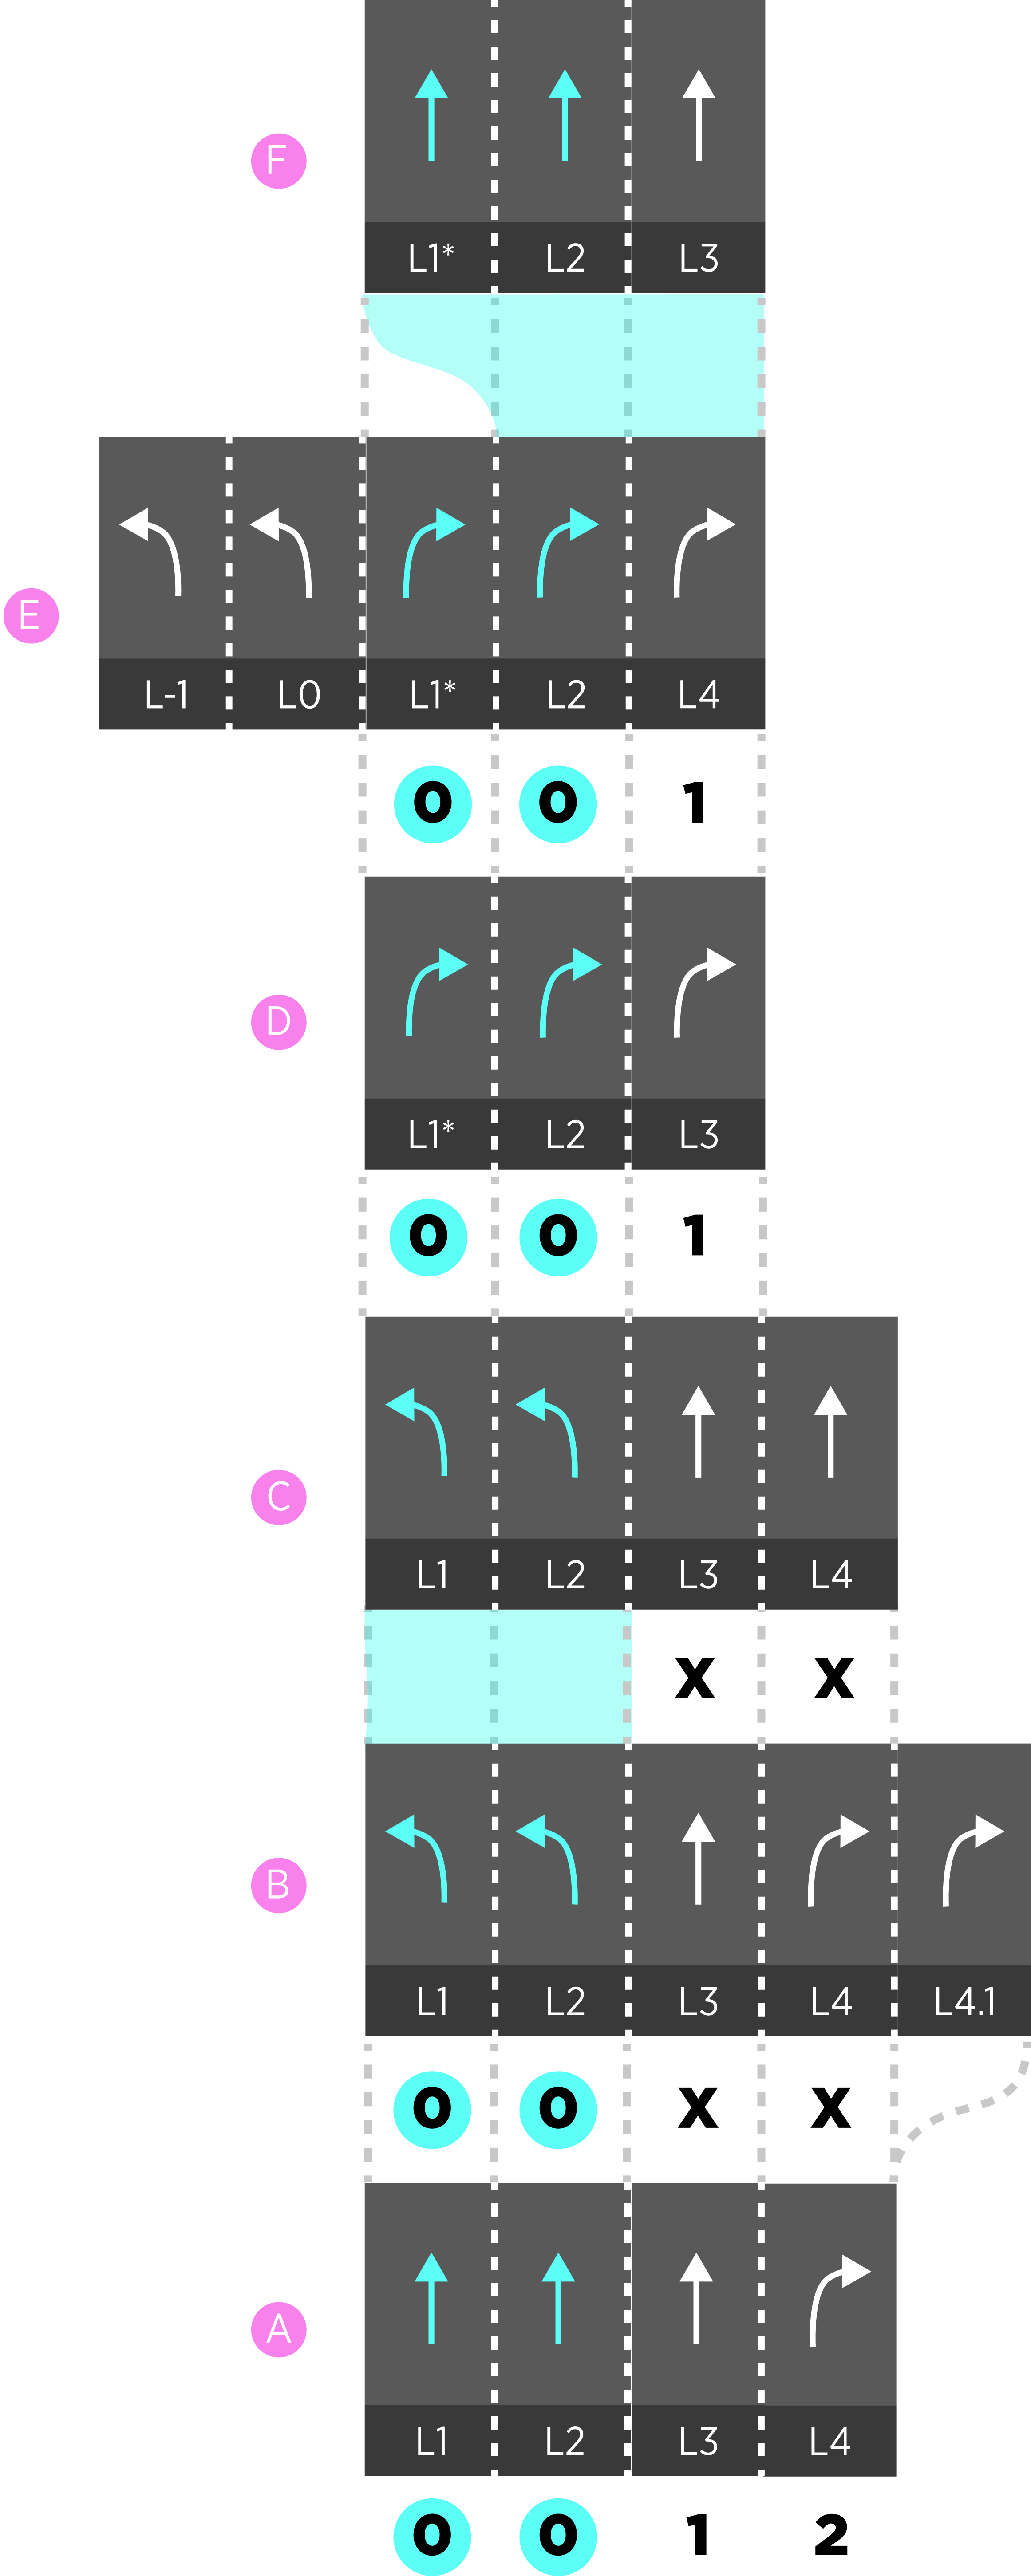 F
L1* L2 L3
E
L-1 L0 L1* L2 L4
0 0 1
D
L1* L2 L3
0 0 1
C
L1 L2 L3 L4
X X
B
L1 L2 L3 L4 L4.1
0 0 X X
A
L1 L2 L3 L4
0 0 1 2